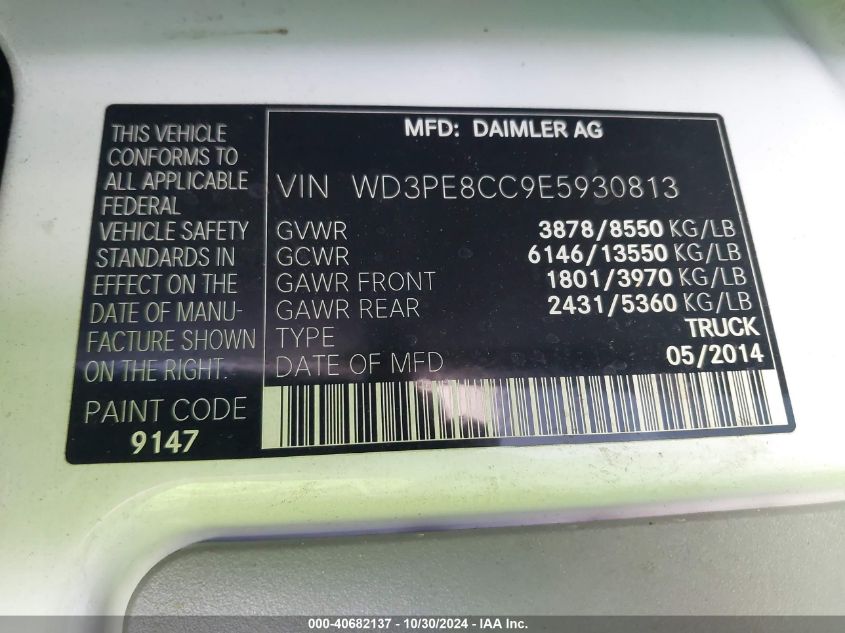 THIS VEHICLE
CONFORMS TO
ALL APPLICABLE
FEDERAL
VEHICLE SAFETY
STANDARDS IN
EFFECT ON THE
DATE OF MANU-
FACTURE SHOWN
ON THE RIGHT.
PAINT CODE
9147
MFD: DAIMLER AG
VIN WD3PE8CC9E5930813
GVWR 3878/8550 KG/LB
GCWR 6146/13550 KG/LB
GAWR FRONT 1801/3970 KG/LB
GAWR REAR 2431/5360 KG/LB
TYPE TRUCK
DATE OF MFD 05/2014
000-40682137 - 10/30/2024 - IAA Inc.